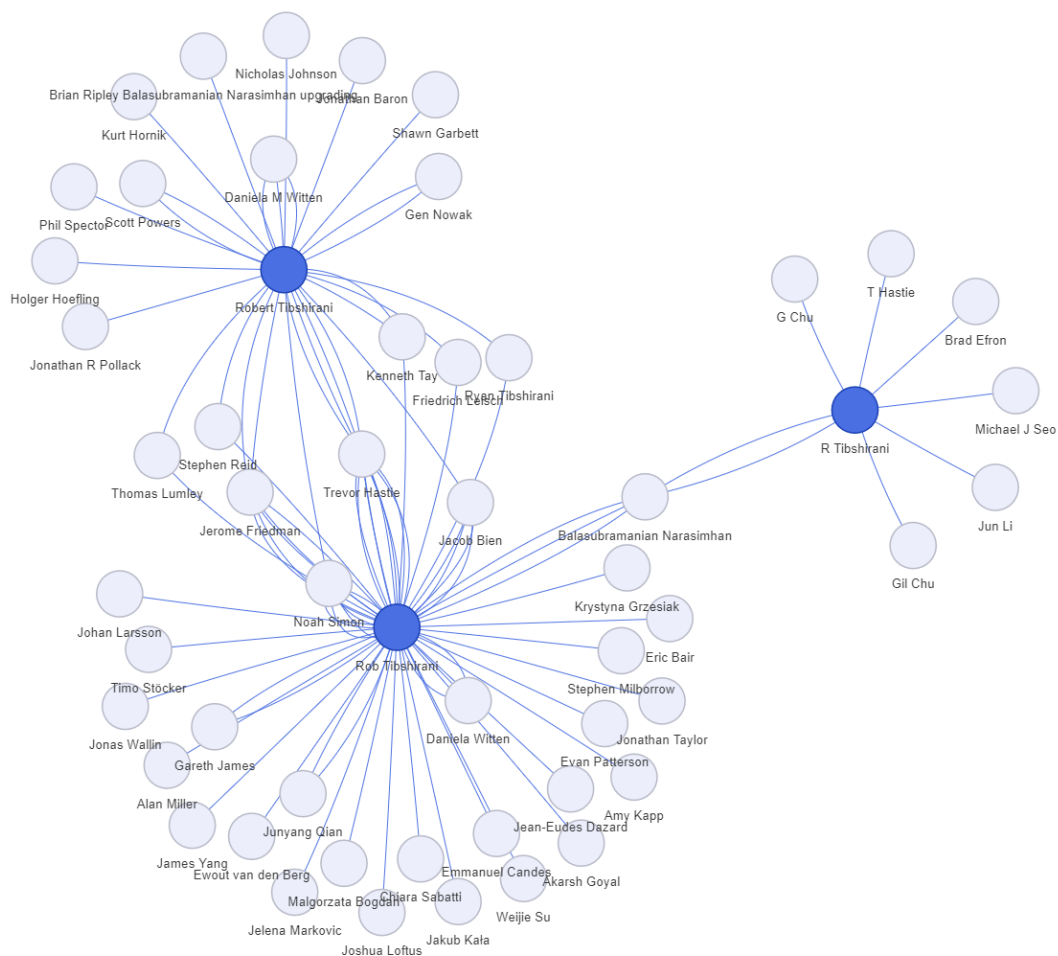 Nicholas Johnson
Brian Ripley Balasubramanian Narasimhan upgrading
Jonathan Baron
Kurt Hornik
Shawn Garbett
Daniela M Witten
Gen Nowak
Phil Spector
Scott Powers
Holger Hoefling
Robert Tibshirani
G Chu
T Hastie
Brad Efron
Jonathan R Pollack
Kenneth Tay
Friedrich Leisch
Ryan Tibshirani
Michael J Seo
R Tibshirani
Stephen Reid
Thomas Lumley
Trevor Hastie
Jerome Friedman
Jacob Bien
Balasubramanian Narasimhan
Jun Li
Gil Chu
Krystyna Grzesiak
Noah Simon
Johan Larsson
Rob Tibshirani
Eric Bair
Timo Stöcker
Stephen Milborrow
Jonas Wallin
Daniela Witten
Jonathan Taylor
Gareth James
Evan Patterson
Alan Miller
Amy Kapp
Junyang Qian
Jean-Eudes Dazard
James Yang
Ewout van den Berg
Emmanuel Candes
Akarsh Goyal
Malgorzata Bogdan
Chiara Sabatti
Jelena Markovic
Weijie Su
Joshua Loftus
Jakub Kała